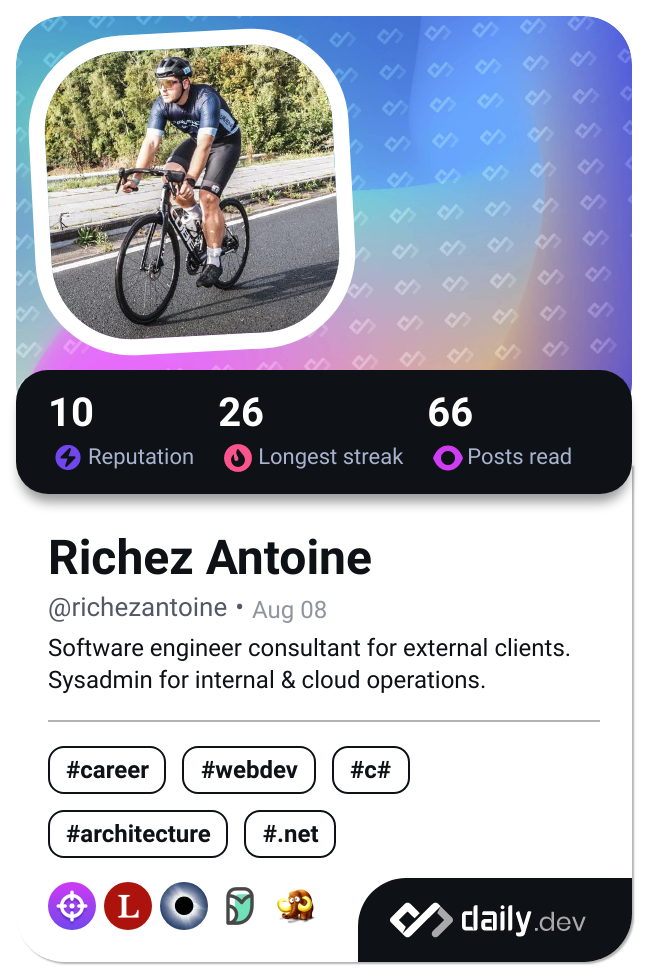 10 26 66
Reputation Longest streak Posts read
Richez Antoine
@richezantoine • Aug 08
Software engineer consultant for external clients.
Sysadmin for internal & cloud operations.
#career #webdev #c#
#architecture #.net
L
daily.dev